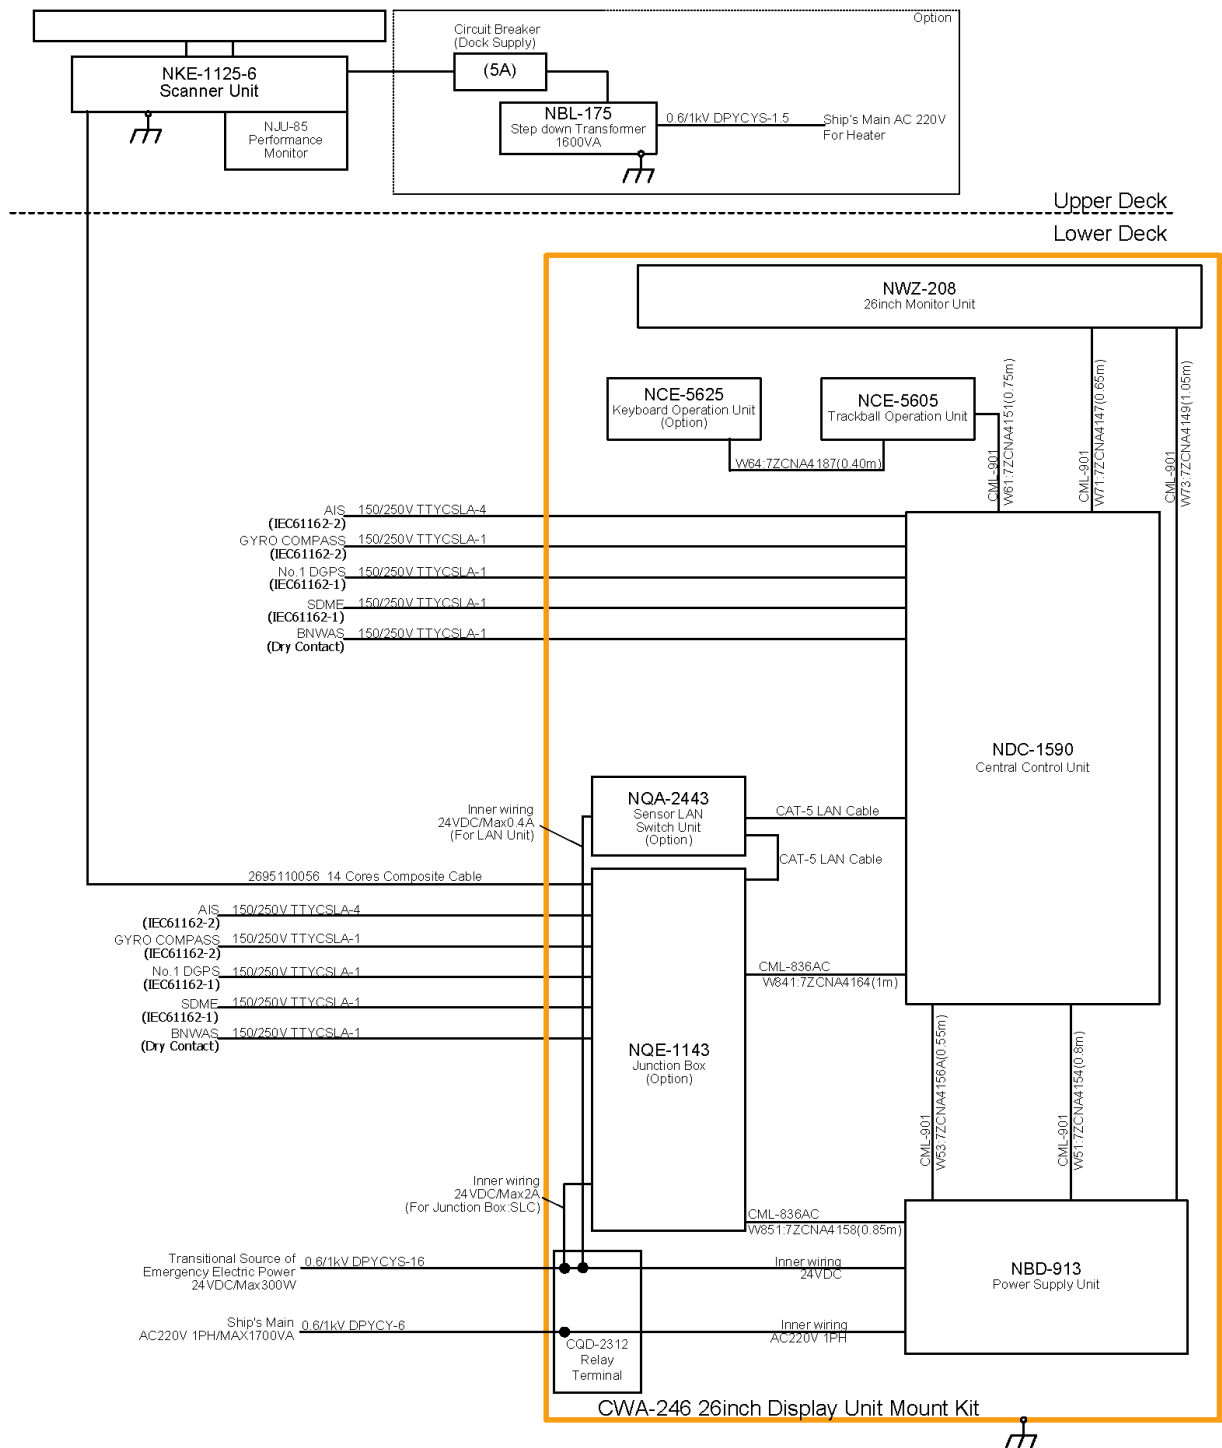 Option
Circuit Breaker
(Dock Supply)
(5A)
NKE-1125-6
Scanner Unit
NJU-85
Performance
Monitor
NBL-175
Step down Transformer
1600VA
0.6/1kV DPYCYS-1.5
Ship's Main AC 220V
For Heater
Upper Deck
Lower Deck
NWZ-208
26inch Monitor Unit
NCE-5625
Keyboard Operation Unit
(Option)
NCE-5605
Trackball Operation Unit
W64:7ZCNA4187(0.40m)
CML-901
W61:7ZCNA4151(0.75m)
CML-901
W71:7ZCNA4147(0.65m)
CML-901
W73:7ZCNA4149(1.05m)
AIS 150/250V TTYCSLA-4
(IEC61162-2)
GYRO COMPASS 150/250V TTYCSLA-1
(IEC61162-2)
No.1 DGPS 150/250V TTYCSLA-1
(IEC61162-1)
SDME 150/250V TTYCSLA-1
(IEC61162-1)
BNWAS 150/250V TTYCSLA-1
(Dry Contact)
NDC-1590
Central Control Unit
NQA-2443
Sensor LAN
Switch Unit
(Option)
CAT-5 LAN Cable
CAT-5 LAN Cable
Inner wiring
24VDC/Max0.4A
(For LAN Unit)
2695110056 14 Cores Composite Cable
AIS 150/250V TTYCSLA-4
(IEC61162-2)
GYRO COMPASS 150/250V TTYCSLA-1
(IEC61162-2)
No.1 DGPS 150/250V TTYCSLA-1
(IEC61162-1)
SDME 150/250V TTYCSLA-1
(IEC61162-1)
BNWAS 150/250V TTYCSLA-1
(Dry Contact)
CML-836AC
W841:7ZCNA4164(1m)
NQE-1143
Junction Box
(Option)
CML-901
W53:7ZCNA4156A(0.55m)
CML-901
W51:7ZCNA4154(0.8m)
Inner wiring
24VDC/Max2A
(For Junction Box:SLC)
CML-836AC
W851:7ZCNA4158(0.85m)
Transitional Source of
Emergency Electric Power
24VDC/Max300W
0.6/1kV DPYCYS-16
Inner wiring
24VDC
NBD-913
Power Supply Unit
Ship's Main
AC220V 1PH/MAX1700VA
0.6/1kV DPYCY-6
Inner wiring
AC220V 1PH
CQD-2312
Relay
Terminal
CWA-246 26inch Display Unit Mount Kit